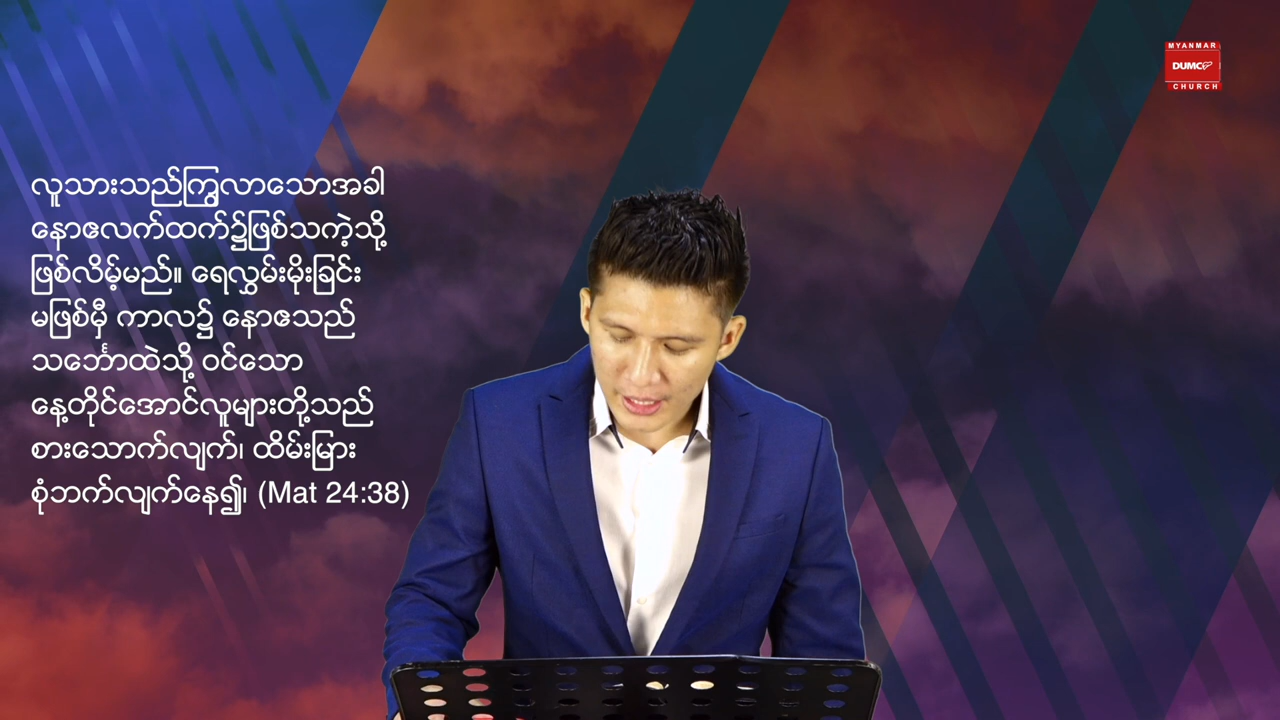 လူသားသည်ကြွလာသောအခါ
နောဧလက်ထက်၌ဖြစ်သကဲ့သို့
ဖြစ်လိမ့်မည်။ ရေလွှမ်းမိုးခြင်း
မဖြစ်မှီ ကာလ၌ နောဧသည်
သင်္ဘောထဲသို့ ဝင်သော
နေ့တိုင်အောင်လူများတို့သည်
စားသောက်လျက်၊ ထိမ်းမြား
စုံဘက်လျက်နေ၍၊ (Mat 24:38)
MYANMAR
DUMC
CHURCH